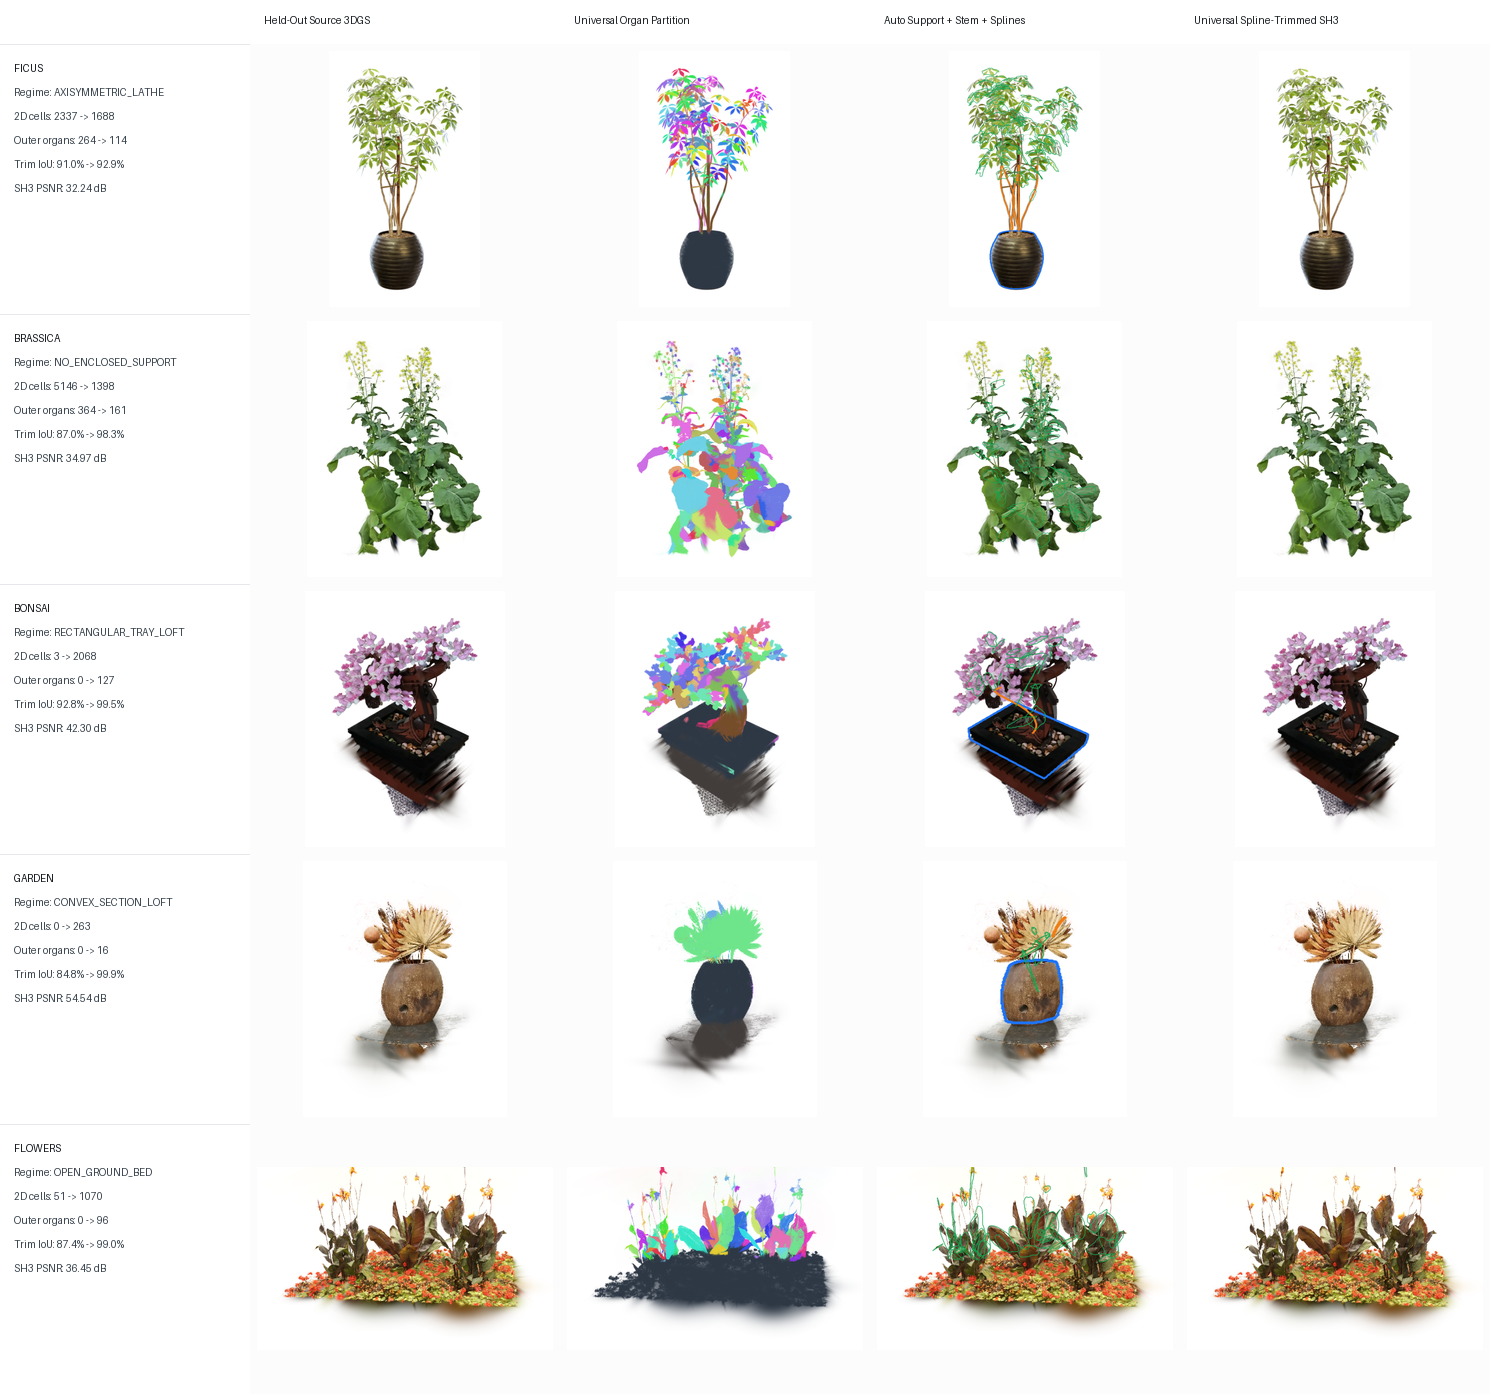 Held-Out Source 3DGS
Universal Organ Partition
Auto Support + Stem + Splines
Universal Spline-Trimmed SH3
FICUS
Regime: AXISYMMETRIC_LATHE
2D cells: 2337 -> 1688
Outer organs: 264 -> 114
Trim IoU: 91.0% -> 92.9%
SH3 PSNR: 32.24 dB
BRASSICA
Regime: NO_ENCLOSED_SUPPORT
2D cells: 5146 -> 1398
Outer organs: 364 -> 161
Trim IoU: 87.0% -> 98.3%
SH3 PSNR: 34.97 dB
BONSAI
Regime: RECTANGULAR_TRAY_LOFT
2D cells: 3 -> 2068
Outer organs: 0 -> 127
Trim IoU: 92.8% -> 99.5%
SH3 PSNR: 42.30 dB
GARDEN
Regime: CONVEX_SECTION_LOFT
2D cells: 0 -> 263
Outer organs: 0 -> 16
Trim IoU: 84.8% -> 99.9%
SH3 PSNR: 54.54 dB
FLOWERS
Regime: OPEN_GROUND_BED
2D cells: 51 -> 1070
Outer organs: 0 -> 96
Trim IoU: 87.4% -> 99.0%
SH3 PSNR: 36.45 dB